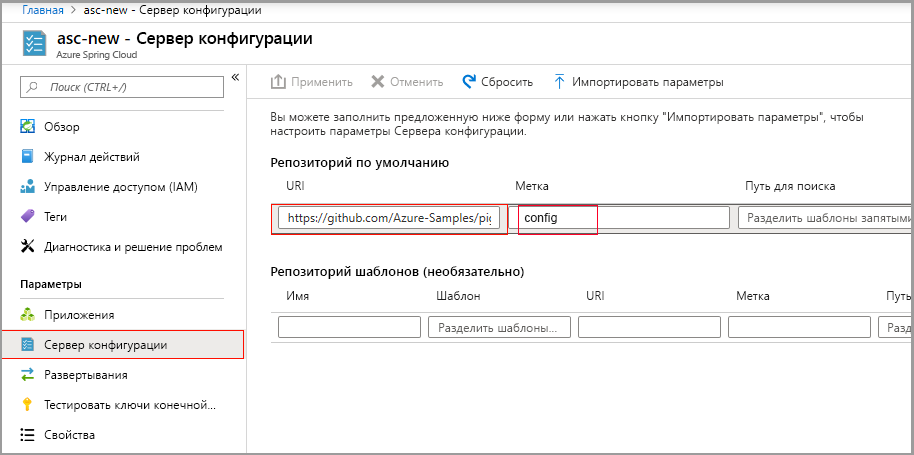 Главная > asc-new - Сервер конфигурации
asc-new - Сервер конфигурации
Azure Spring Cloud
Поиск (CTRL+/)
«
Обзор
Журнал действий
Управление доступом (IAM)
Теги
Диагностика и решение проблем
Параметры
Приложения
Сервер конфигурации
Развертывания
Тестировать ключи конечной...
Свойства
Применить Отменить Сбросить Импортировать параметры
Вы можете заполнить предложенную ниже форму или нажать кнопку "Импортировать параметры", чтобы
настроить параметры Сервера конфигурации.
Репозиторий по умолчанию
URI Метка Путь для поиска
https://github.com/Azure-Samples/pig config Разделить шаблоны запятыми
Репозиторий шаблонов (необязательно)
Имя Шаблон URI Метка Путь
Разделить шаблоны... Разд